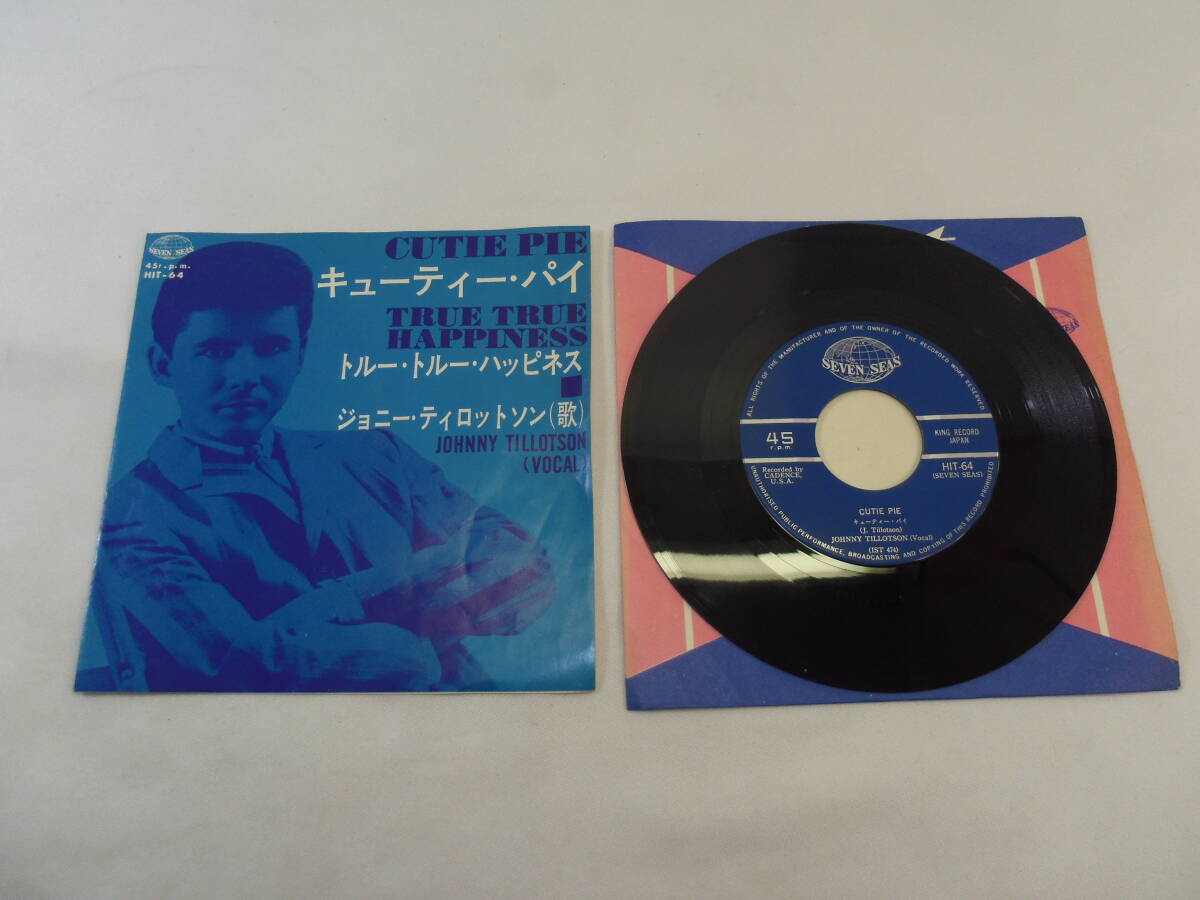 SEVEN SEAS
45r.p.m.
HIT-64
CUTIE PIE
キューティー・パイ
TRUE TRUE
HAPPINESS
トルー・トルー・ハッピネス
ジョニー・ティロットソン(歌)
JOHNNY TILLOTSON
(VOCAL)
ALL RIGHTS OF THE MANUFACTURER AND OF THE OWNER OF THE RECORDED WORK RESERVED
SEVEN SEAS
45
r.p.m.
KING RECORD
JAPAN
Recorded by
CADENCE,
U.S.A.
HIT-64
(SEVEN SEAS)
CUTIE PIE
キューティー・パイ
(J. Tillotson)
JOHNNY TILLOTSON (Vocal)
(IST 474)
UNAUTHORISED PUBLIC PERFORMANCE, BROADCASTING AND COPYING OF THIS RECORD PROHIBITED